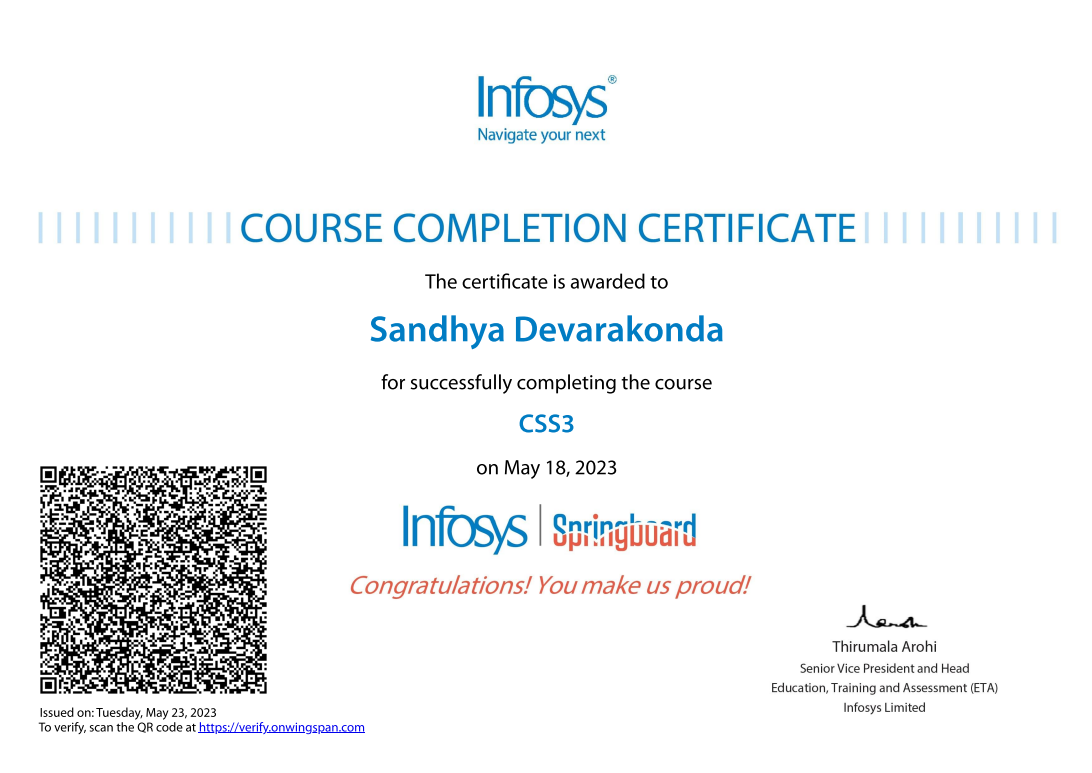 Infosys®
Navigate your next
COURSE COMPLETION CERTIFICATE
The certificate is awarded to
Sandhya Devarakonda
for successfully completing the course
CSS3
on May 18, 2023
Infosys | Springboard
Congratulations! You make us proud!
Thirumala Arohi
Senior Vice President and Head
Education, Training and Assessment (ETA)
Infosys Limited
Issued on: Tuesday, May 23, 2023
To verify, scan the QR code at https://verify.onwingspan.com